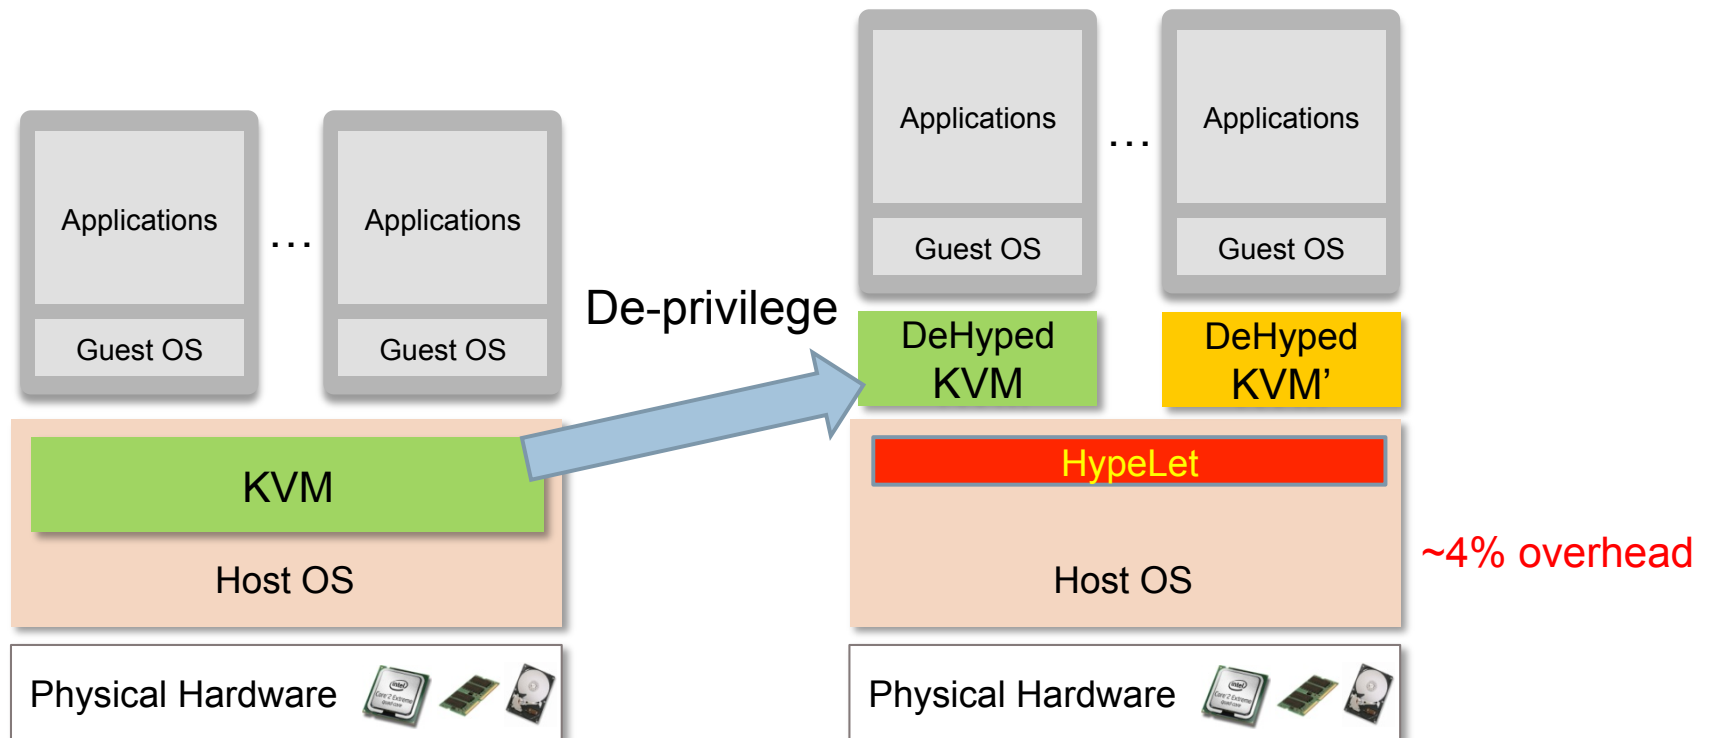 Applications
Guest OS
...
Applications
Guest OS
KVM
Host OS
Physical Hardware
De-privilege
Applications
Guest OS
...
Applications
Guest OS
DeHyped
KVM
DeHyped
KVM’
HypeLet
Host OS
~4% overhead
Physical Hardware